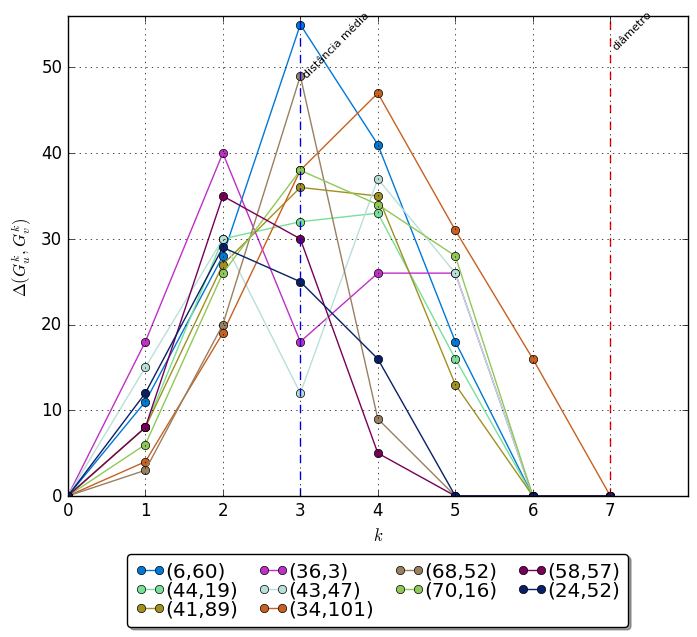 distância média
diâmetro
50
40
30
20
10
0
Δ(G_u^k, G_v^k)
0 1 2 3 4 5 6 7
k
(6,60) (36,3) (68,52) (58,57)
(44,19) (43,47) (70,16) (24,52)
(41,89) (34,101)